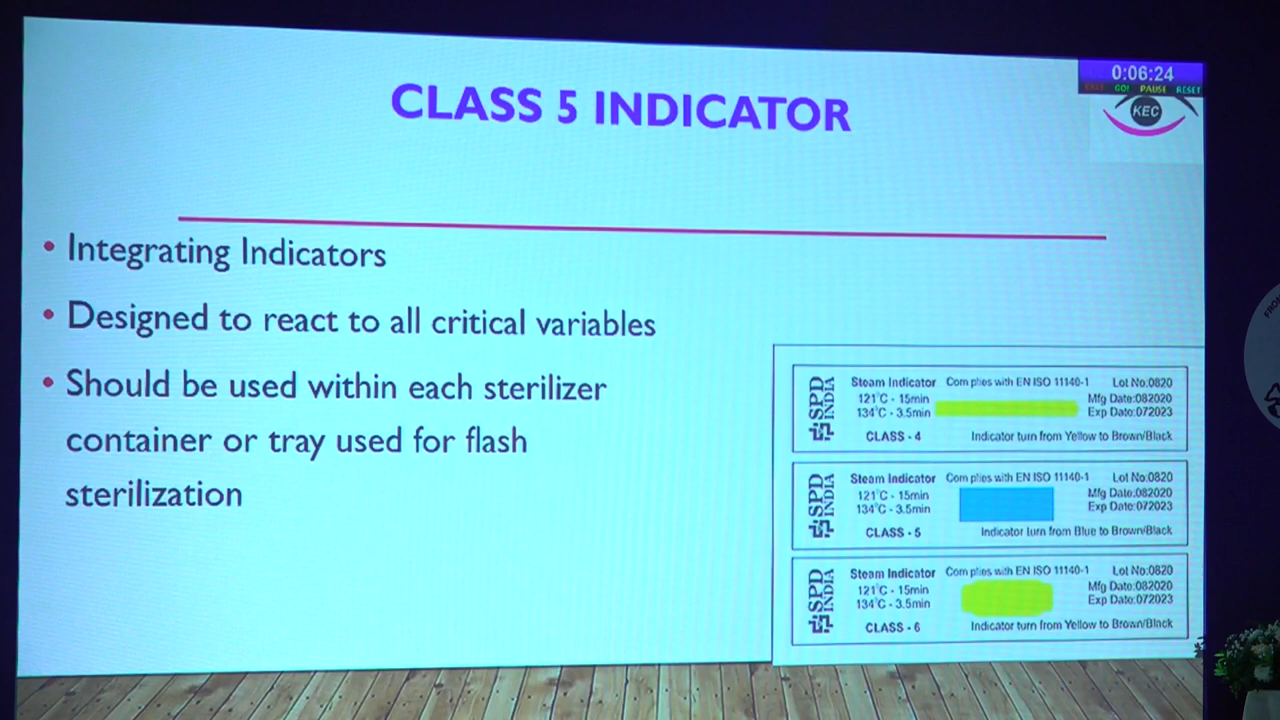 CLASS 5 INDICATOR
0:06:24
EXIT GO! PAUSE RESET
KEC
• Integrating Indicators
• Designed to react to all critical variables
• Should be used within each sterilizer
container or tray used for flash
sterilization
SPD
INDIA
Steam Indicator Complies with EN ISO 11140-1 Lot No:0820
121°C - 15min Mfg Date:082020
134°C - 3.5min Exp Date:072023
CLASS - 4 Indicator turn from Yellow to Brown/Black
SPD
INDIA
Steam Indicator Complies with EN ISO 11140-1 Lot No:0820
121°C - 15min Mfg Date:082020
134°C - 3.5min Exp Date:072023
CLASS - 5 Indicator turn from Blue to Brown/Black
SPD
INDIA
Steam Indicator Complies with EN ISO 11140-1 Lot No:0820
121°C - 15min Mfg Date:082020
134°C - 3.5min Exp Date:072023
CLASS - 6 Indicator turn from Yellow to Brown/Black